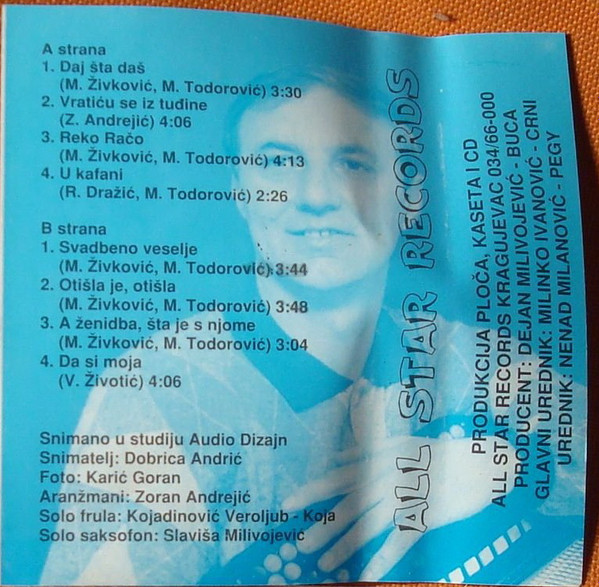 A strana
1. Daj šta daš
(M. Živković, M. Todorović) 3:30
2. Vratiću se iz tuđine
(Z. Andrejić) 4:06
3. Reko Račo
(M. Živković, M. Todorović) 4:13
4. U kafani
(R. Dražić, M. Todorović) 2:26
B strana
1. Svadbeno veselje
(M. Živković, M. Todorović) 3:44
2. Otišla je, otišla
(M. Živković, M. Todorović) 3:48
3. A ženidba, šta je s njome
(M. Živković, M. Todorović) 3:04
4. Da si moja
(V. Životić) 4:06
Snimano u studiju Audio Dizajn
Snimatelj: Dobrica Andrić
Foto: Karić Goran
Aranžmani: Zoran Andrejić
Solo frula: Kojadinović Veroljub - Koja
Solo saksofon: Slaviša Milivojević
ALL STAR RECORDS
PRODUKCIJA PLOČA, KASETA I CD
ALL STAR RECORDS KRAGUJEVAC 034/66-000
PRODUCENT: DEJAN MILIVOJEVIĆ - BUCA
GLAVNI UREDNIK: MILINKO IVANOVIĆ - CRNI
UREDNIK: NENAD MILANOVIĆ - PEGY